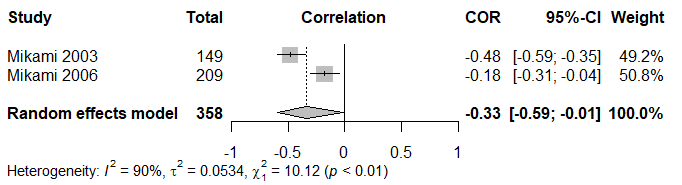 Study Total Correlation COR 95%-CI Weight
Mikami 2003 149 -0.48 [-0.59; -0.35] 49.2%
Mikami 2006 209 -0.18 [-0.31; -0.04] 50.8%
Random effects model 358 -0.33 [-0.59; -0.01] 100.0%
-1 -0.5 0 0.5 1
Heterogeneity: I² = 90%, τ² = 0.0534, χ²₁ = 10.12 (p < 0.01)